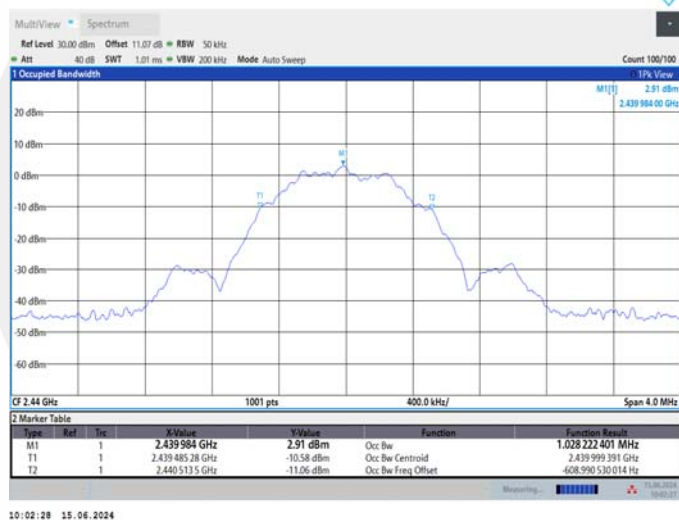 MultiView Spectrum
Ref Level 30.00 dBm Offset 11.07 dB RBW 50 kHz
Att 40 dB SWT 1.01 ms VBW 200 kHz Mode Auto Sweep Count 100/100
1 Occupied Bandwidth 1Pk View
M1[1] 2.91 dBm
2.439 984 00 GHz
20 dBm
10 dBm
M1
0 dBm
T1 T2
-10 dBm
-20 dBm
-30 dBm
-40 dBm
-50 dBm
-60 dBm
CF 2.44 GHz 1001 pts 400.0 kHz/ Span 4.0 MHz
2 Marker Table
Type Ref Trc X-Value Y-Value Function Function Result
M1 1 2.439 984 GHz 2.91 dBm Occ Bw 1.028 222 401 MHz
T1 1 2.439 485 28 GHz -10.58 dBm Occ Bw Centroid 2.439 999 391 GHz
T2 1 2.440 513 5 GHz -11.06 dBm Occ Bw Freq Offset -608.990 530 014 Hz
Measuring... 15.06.2024
10:02:27
10:02:28 15.06.2024